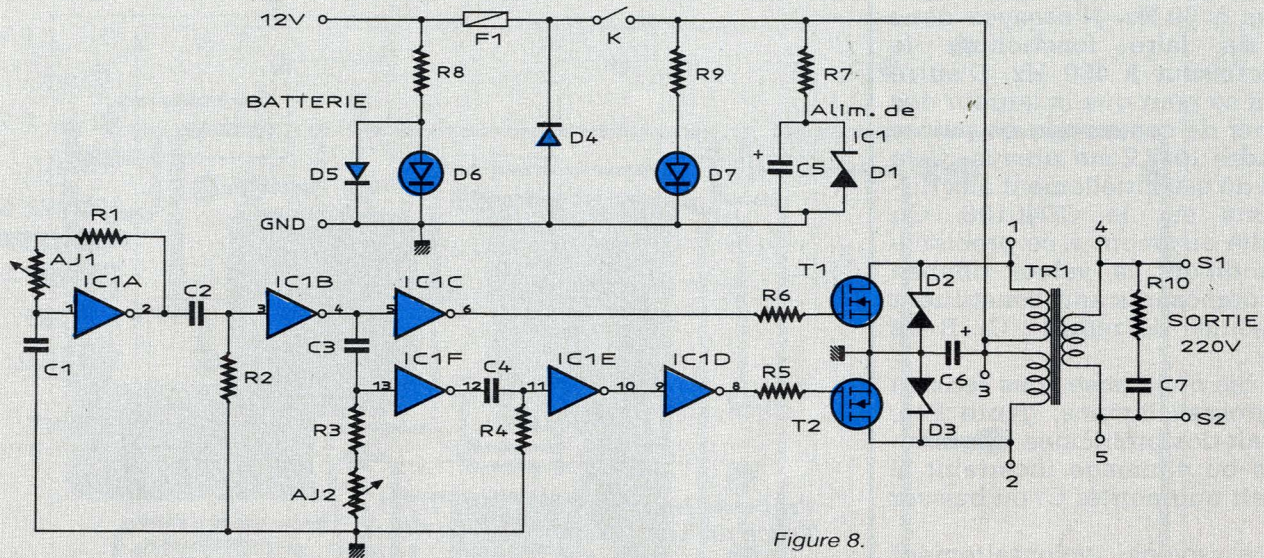 12V
F1
K
R8
R9
R7
BATTERIE
Alim. de
IC1
D5
D6
D4
D7
+
C5
D1
GND
R1
AJ1
IC1A
1
2
C2
IC1B
3
4
IC1C
5
6
C1
R2
C3
IC1F
13
12
C4
IC1E
11
10
IC1D
9
8
R3
R4
AJ2
R6
R5
T1
T2
D2
D3
+
C6
1
3
2
TR1
4
5
R10
C7
S1
SORTIE
220V
S2
Figure 8.